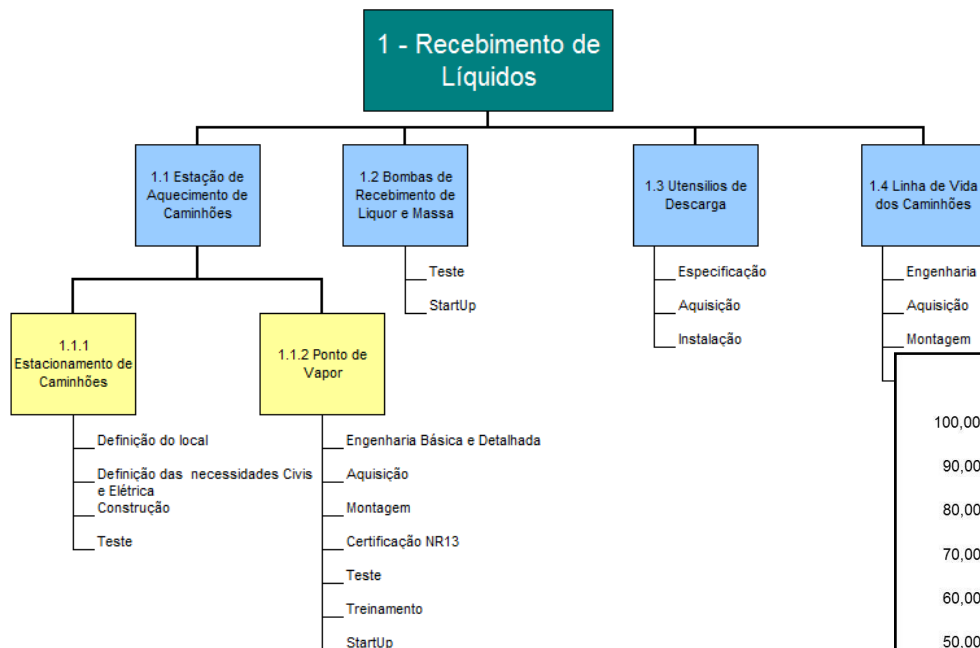 1 - Recebimento de
Líquidos
1.1 Estação de
Aquecimento de
Caminhões
1.2 Bombas de
Recebimento de
Liquor e Massa
1.3 Utensilios de
Descarga
1.4 Linha de Vida
dos Caminhões
Teste
StartUp
Especificação
Aquisição
Instalação
Engenharia
Aquisição
Montagem
1.1.1
Estacionamento de
Caminhões
1.1.2 Ponto de
Vapor
Definição do local
Definição das necessidades Civis
e Elétrica
Construção
Teste
Engenharia Básica e Detalhada
Aquisição
Montagem
Certificação NR13
Teste
Treinamento
StartUp
100,00
90,00
80,00
70,00
60,00
50,00